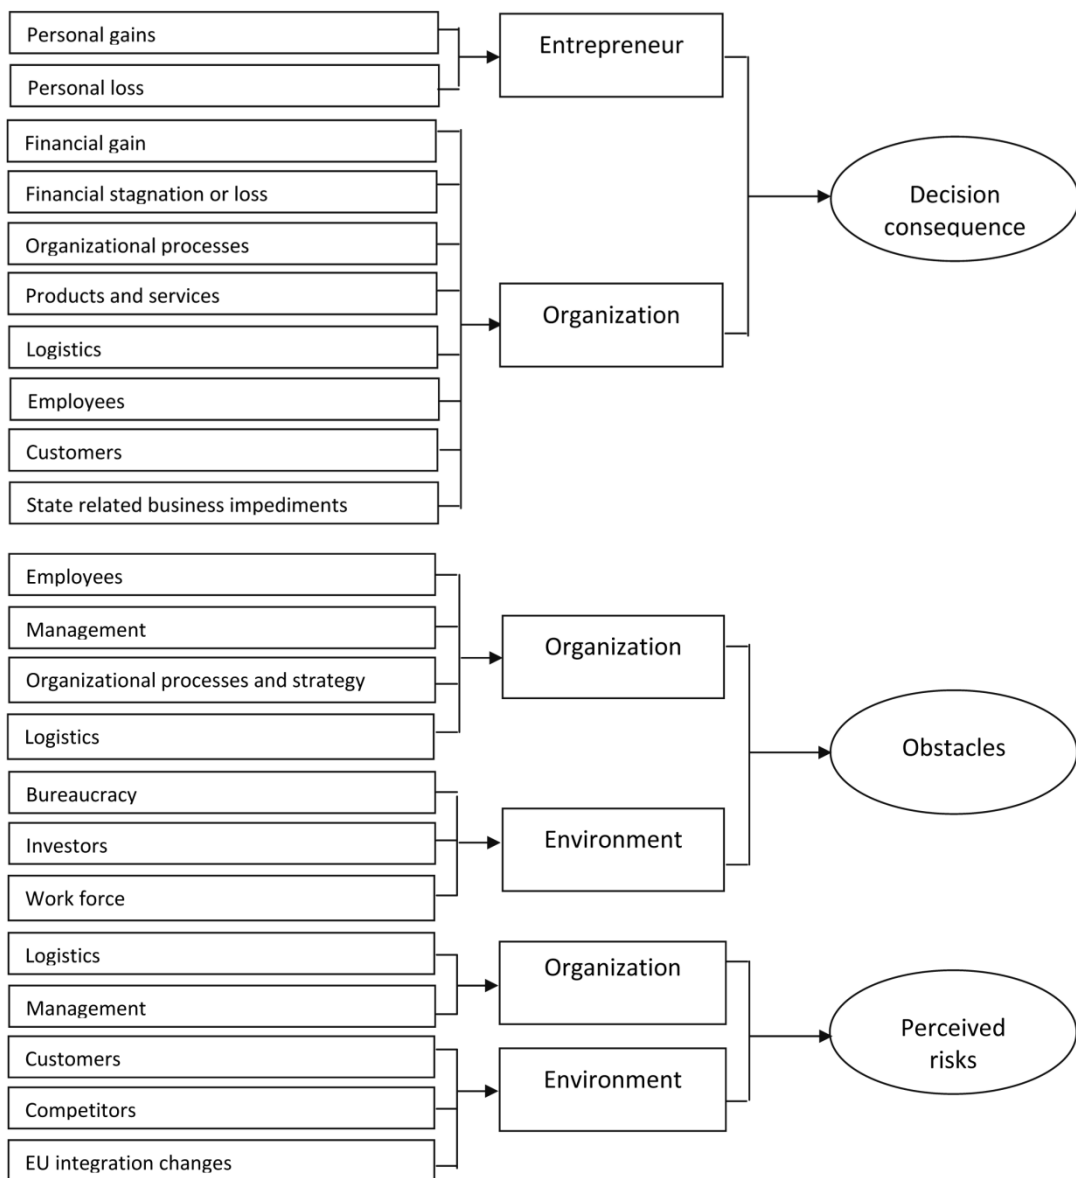 Personal gains
Personal loss
Entrepreneur
Financial gain
Financial stagnation or loss
Organizational processes
Products and services
Logistics
Employees
Customers
State related business impediments
Organization
Decision
consequence
Employees
Management
Organizational processes and strategy
Logistics
Organization
Bureaucracy
Investors
Work force
Environment
Obstacles
Logistics
Management
Organization
Customers
Competitors
EU integration changes
Environment
Perceived
risks